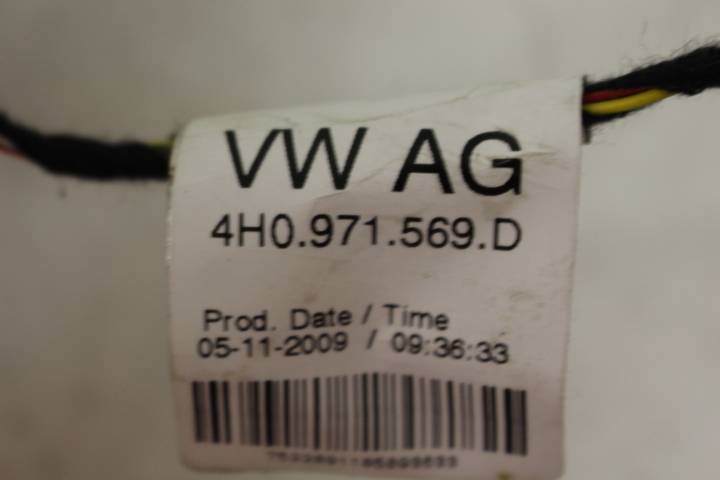 VW AG
4H0.971.569.D
Prod. Date / Time
05-11-2009 / 09:36:33